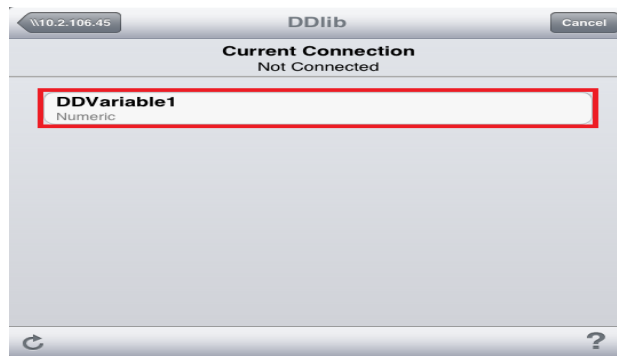 \\10.2.106.45
DDlib
Cancel
Current Connection
Not Connected
DDVariable1
Numeric
?